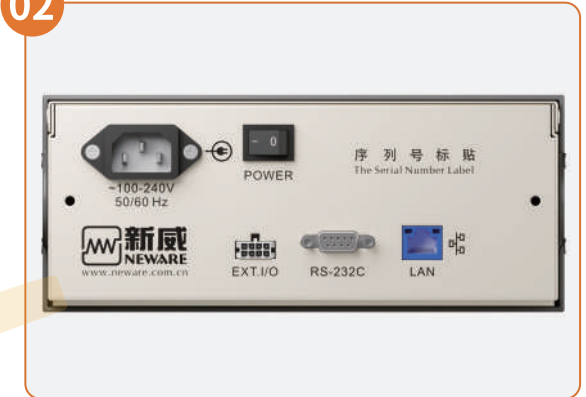 02
- 0
POWER
序列号标贴
The Serial Number Label
~100-240V
50/60 Hz
新威
NEWARE
www.neware.com.cn
EXT.I/O
RS-232C
LAN